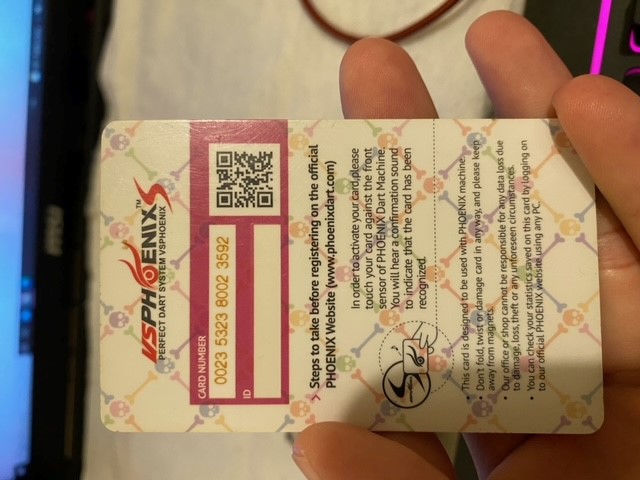 VSPHOENIX S™
PERFECT DART SYSTEM VSPHOENIX
CARD NUMBER
0023 5323 8002 3592
ID
Steps to take before registering on the official
PHOENIX Website (www.phoenixdart.com)
In order to activate your card,please
touch your card against the front
sensor of PHOENIX Dart Machine.
You will hear a confirmation sound
to indicate that the card has been
recognized.
• This card is designed to be used with PHOENIX machine.
• Don't fold, twist or damage card in anyway, and please keep
away from magnets.
• Our office or shop cannot be responsible for any data loss due
to damage, loss, theft or any unforeseen circumstances.
• You can check your statistics saved on this card by logging on
to our official PHOENIX website using any PC.